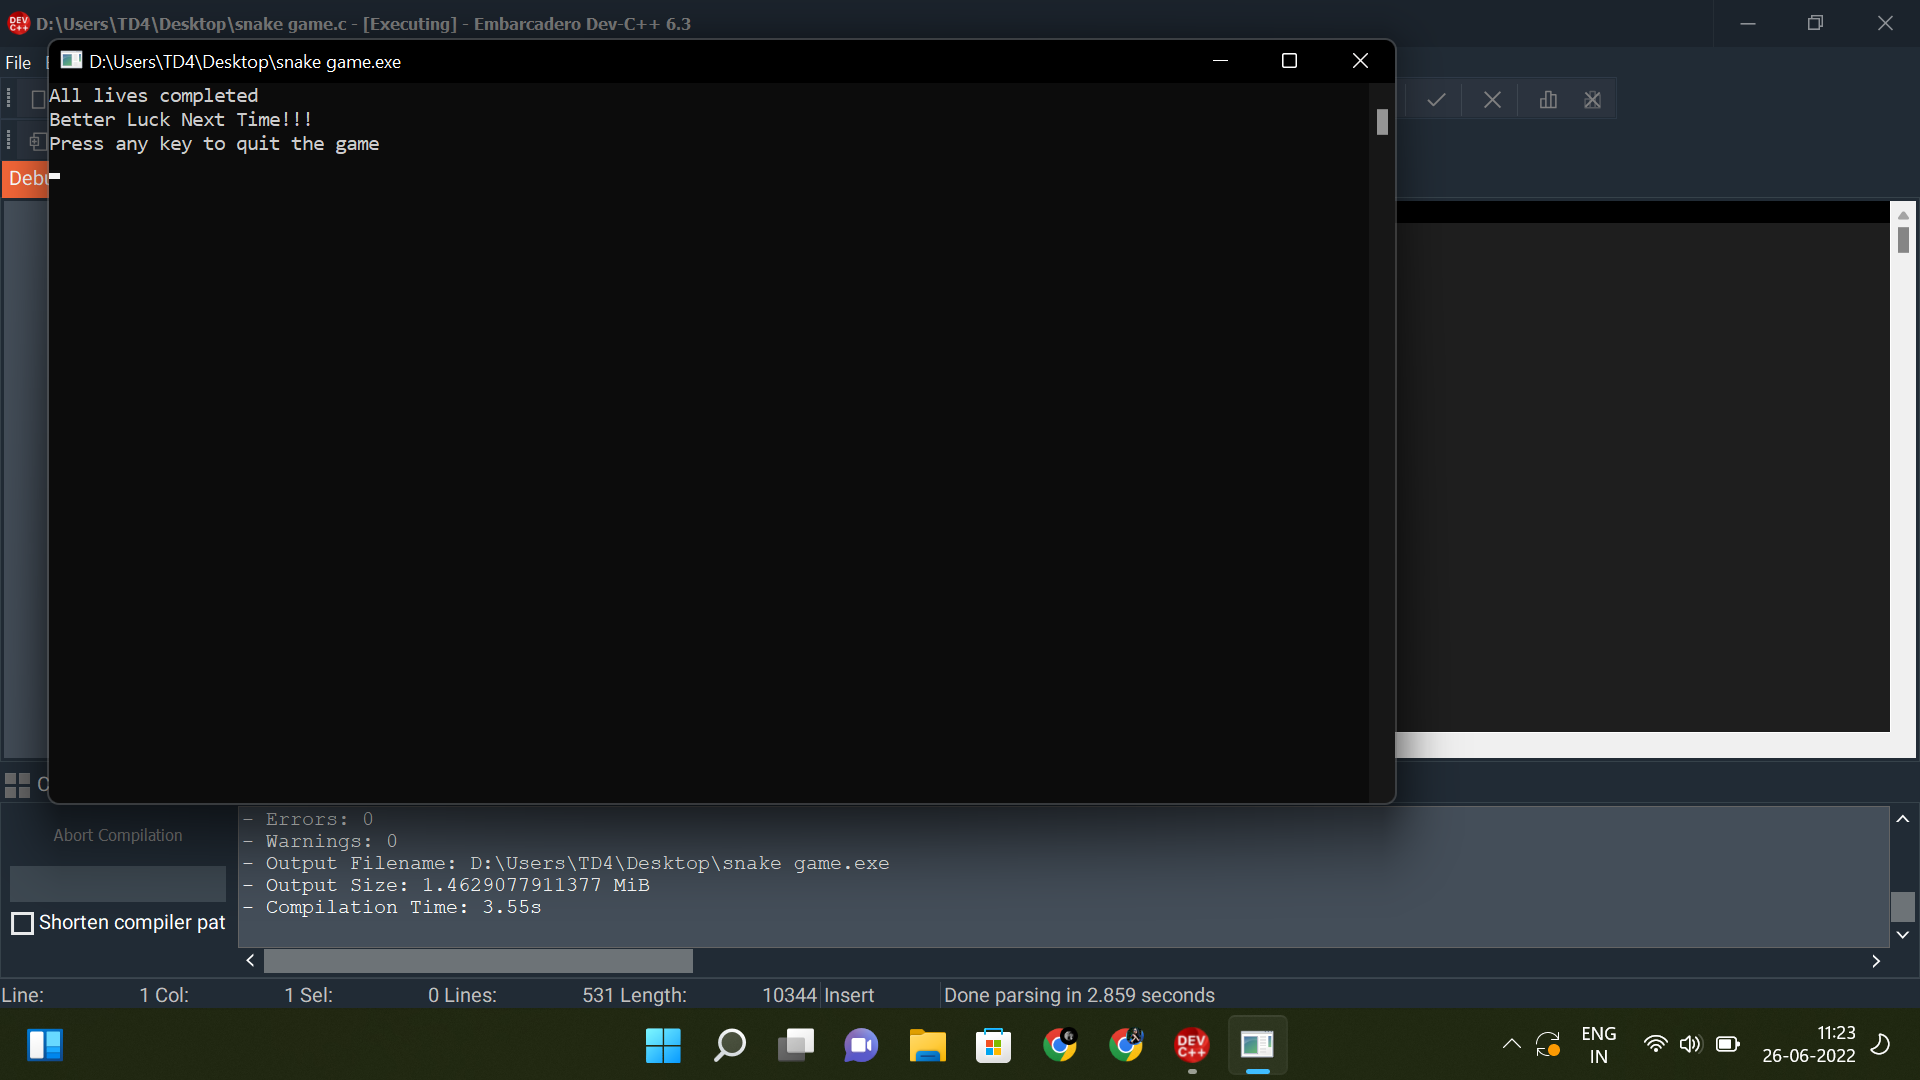 D:\Users\TD4\Desktop\snake game.c - [Executing] - Embarcadero Dev-C++ 6.3
File
D:\Users\TD4\Desktop\snake game.exe
All lives completed
Better Luck Next Time!!!
Press any key to quit the game
Debu
C
Abort Compilation
Shorten compiler pat
- Errors: 0
- Warnings: 0
- Output Filename: D:\Users\TD4\Desktop\snake game.exe
- Output Size: 1.4629077911377 MiB
- Compilation Time: 3.55s
Line: 1 Col: 1 Sel: 0 Lines: 531 Length: 10344 Insert Done parsing in 2.859 seconds
DEV C++
ENG
IN
11:23
26-06-2022